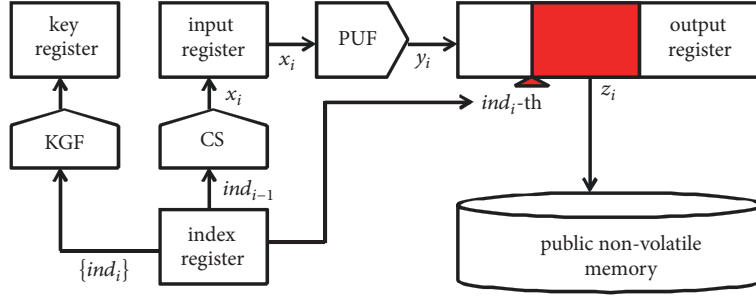 key
register
input
register
x_i
PUF
y_i
output
register
x_i
ind_i-th
z_i
KGF
CS
ind_{i−1}
index
register
{ind_i}
public non-volatile
memory